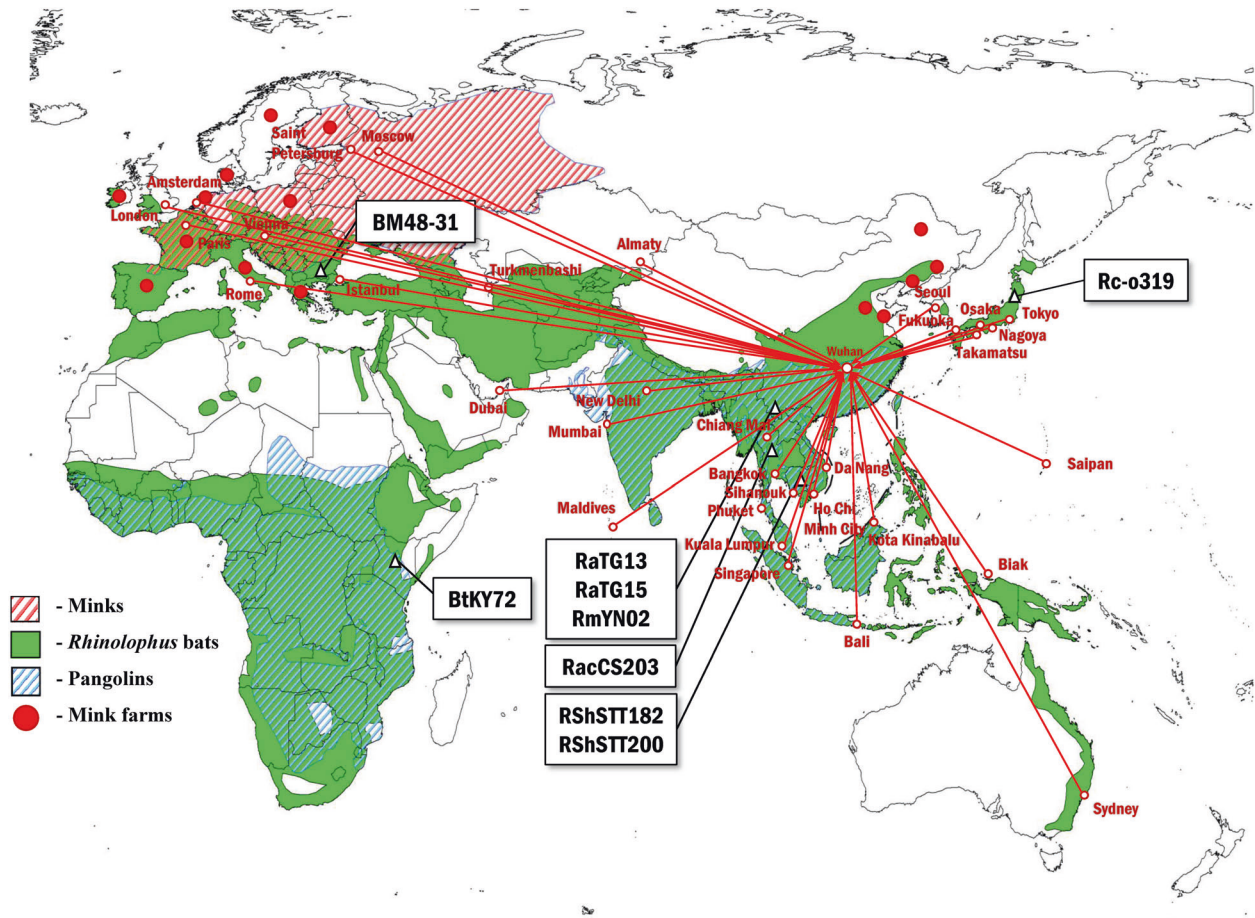 Saint
Petersburg
Moscow
Amsterdam
London
Vienna
Paris
BM48-31
Almaty
Turkmenbashi
Istanbul
Rome
Rc-o319
Seoul
Osaka
Fukuoka
Tokyo
Nagoya
Takamatsu
Wuhan
Dubai
New Delhi
Mumbai
Chiang Mai
Bangkok
Da Nang
Saipan
Sihanouk
Maldives
Phuket
Ho Chi
Minh City
Kota Kinabalu
Kuala Lumpur
Singapore
Biak
RaTG13
RaTG15
RmYN02
BtKY72
Bali
RacCS203
RShSTT182
RShSTT200
Sydney
- Minks
- Rhinolophus bats
- Pangolins
- Mink farms